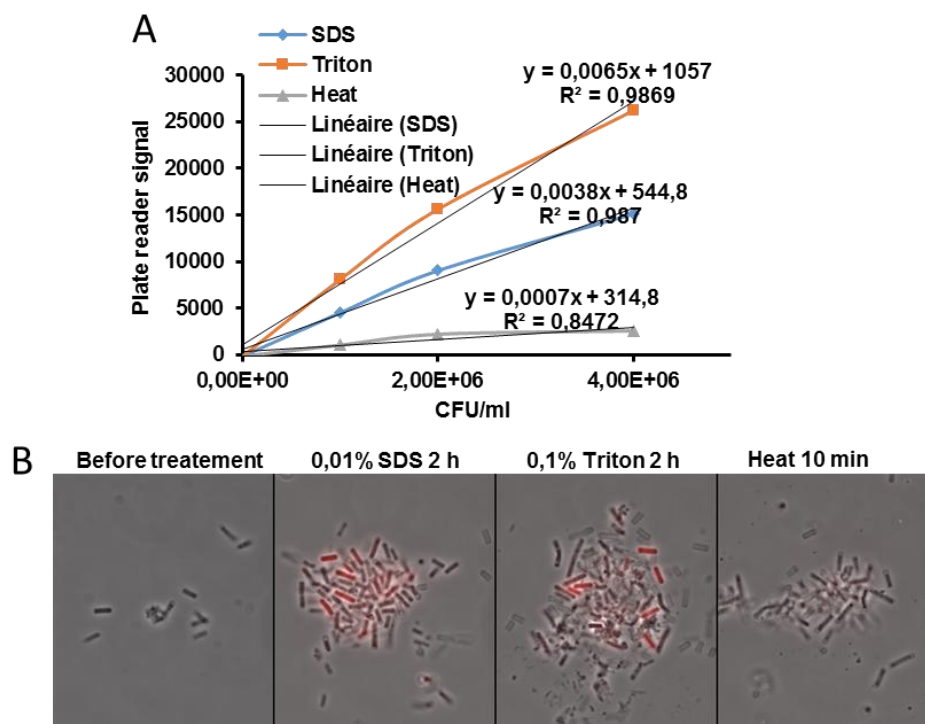 A
SDS
Triton
Heat
Linéaire (SDS)
Linéaire (Triton)
Linéaire (Heat)
y = 0,0065x + 1057
R² = 0,9869
y = 0,0038x + 544,8
R² = 0,987
y = 0,0007x + 314,8
R² = 0,8472
Plate reader signal
30000
25000
20000
15000
10000
5000
0
0,00E+00 2,00E+06 4,00E+06
CFU/ml
B
Before treatement 0,01% SDS 2 h 0,1% Triton 2 h Heat 10 min